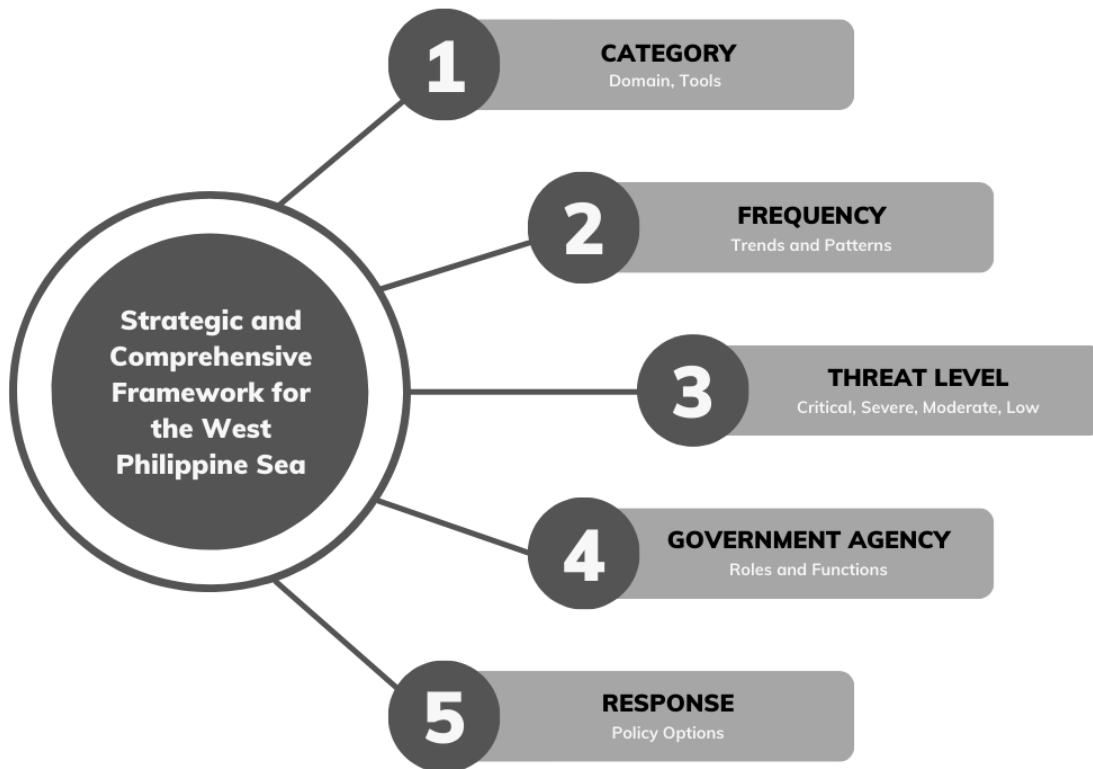 1
CATEGORY
Domain, Tools
2
FREQUENCY
Trends and Patterns
Strategic and
Comprehensive
Framework for
the West
Philippine Sea
3
THREAT LEVEL
Critical, Severe, Moderate, Low
4
GOVERNMENT AGENCY
Roles and Functions
5
RESPONSE
Policy Options